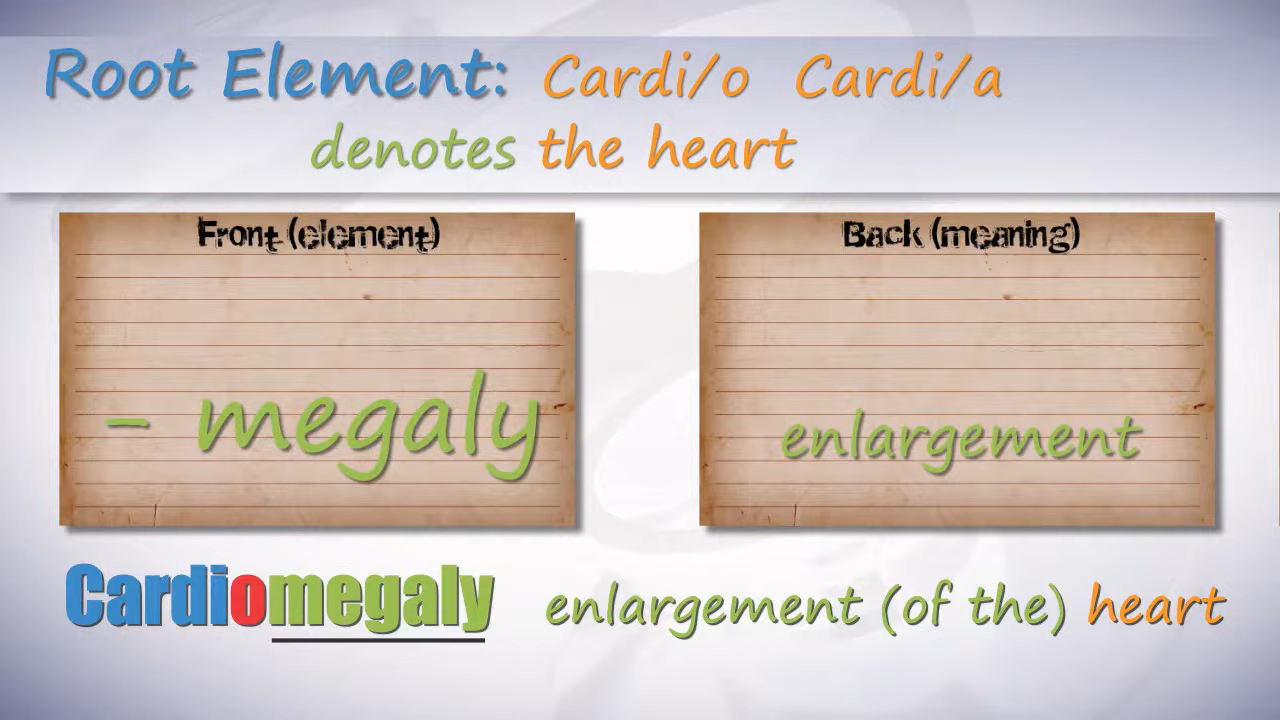 Root Element: Cardi/o Cardi/a
denotes the heart
Front (element)
Back (meaning)
- megaly
enlargement
Cardiomegaly
enlargement (of the) heart